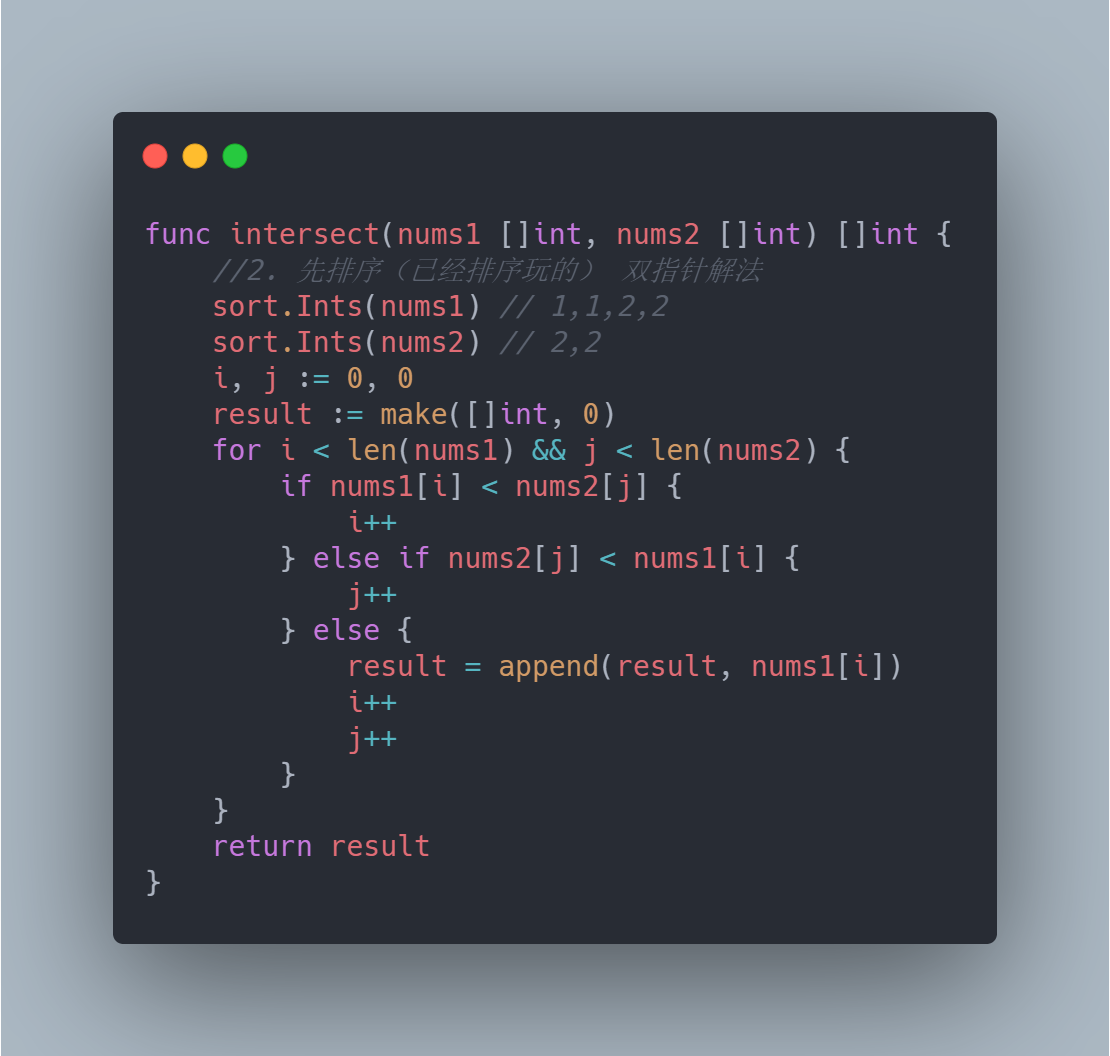 func intersect(nums1 []int, nums2 []int) []int {
    //2. 先排序（已经排序玩的） 双指针解法
    sort.Ints(nums1) // 1,1,2,2
    sort.Ints(nums2) // 2,2
    i, j := 0, 0
    result := make([]int, 0)
    for i < len(nums1) && j < len(nums2) {
        if nums1[i] < nums2[j] {
            i++
        } else if nums2[j] < nums1[i] {
            j++
        } else {
            result = append(result, nums1[i])
            i++
            j++
        }
    }
    return result
}